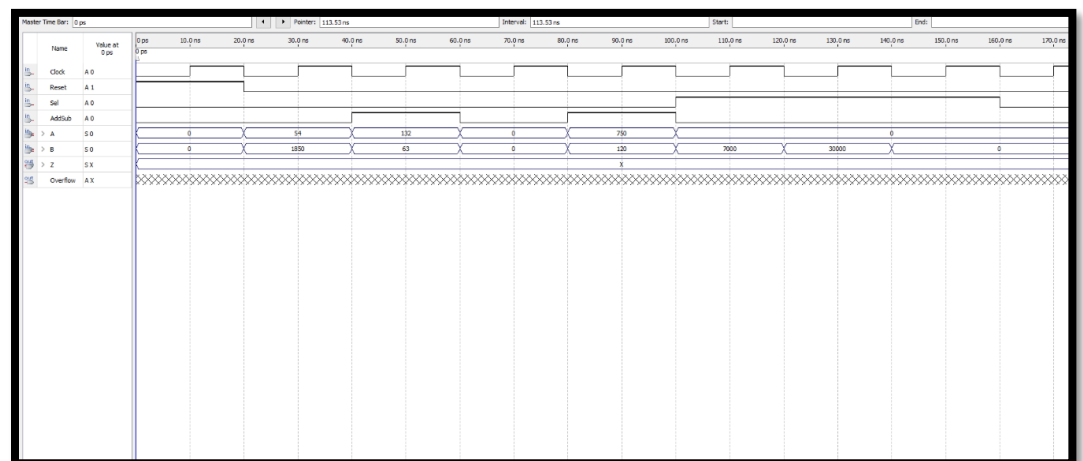 Master Time Bar: 0 ps Pointer: 113.53 ns Interval: 113.53 ns Start: End:
Name Value at 0 ps 0 ps 10.0 ns 20.0 ns 30.0 ns 40.0 ns 50.0 ns 60.0 ns 70.0 ns 80.0 ns 90.0 ns 100.0 ns 110.0 ns 120.0 ns 130.0 ns 140.0 ns 150.0 ns 160.0 ns 170.0 ns
0 ps
Clock A 0
Reset A 1
Sel A 0
AddSub A 0
> A S 0 0 54 132 0 750 0
> B S 0 0 1850 63 0 120 7000 30000 0
> Z S X X
Overflow A X